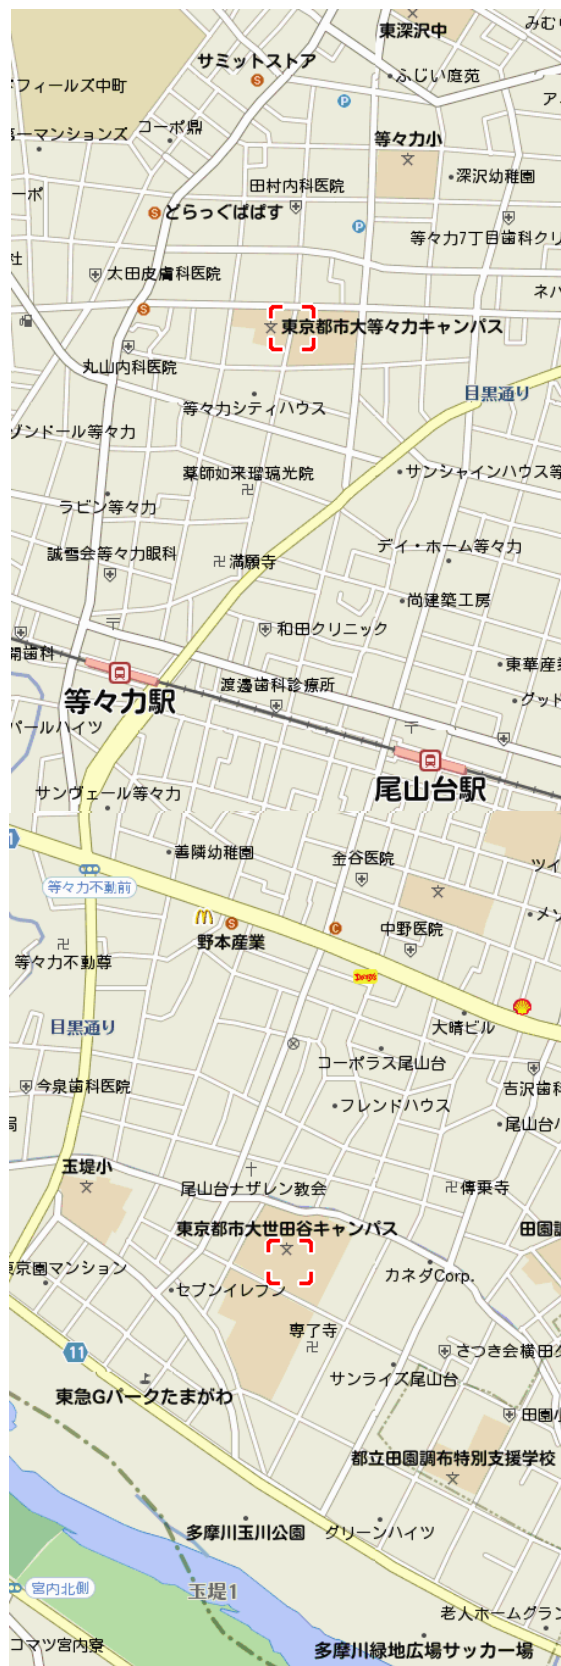 東深沢中
みむ
サミットストア
ふじい庭苑
フィールズ中町
ア
コーポ鼎
ーマンションズ
等々力小
田村内科医院
深沢幼稚園
ーポ
どらっぐぱぱす
等々力7丁目歯科クリ
社
太田皮膚科医院
ネバ
東京都市大等々力キャンパス
丸山内科医院
目黒通り
等々力シティハウス
ゾンドール等々力
薬師如来瑠璃光院
サンシャインハウス等
ラビン等々力
誠雪会等々力眼科
満願寺
デイ・ホーム等々力
尚建築工房
和田クリニック
開歯科
東華産業
渡邊歯科診療所
等々力駅
グッド
パールハイツ
尾山台駅
サンヴェール等々力
善隣幼稚園
金谷医院
ツイ
等々力不動前
メゾ
中野医院
野本産業
等々力不動尊
目黒通り
大晴ビル
コーポラス尾山台
今泉歯科医院
吉沢歯科
フレンドハウス
局
尾山台ハ
玉堤小
尾山台ナザレン教会
傳乗寺
東京都市大世田谷キャンパス
田園調
京園マンション
カネダCorp.
セブンイレブン
専了寺
11
さつき会横田ク
サンライズ尾山台
東急Gパークたまがわ
田園小
都立田園調布特別支援学校
多摩川玉川公園
グリーンハイツ
宮内北側
玉堤1
老人ホームグラン
コマツ宮内寮
多摩川緑地広場サッカー場